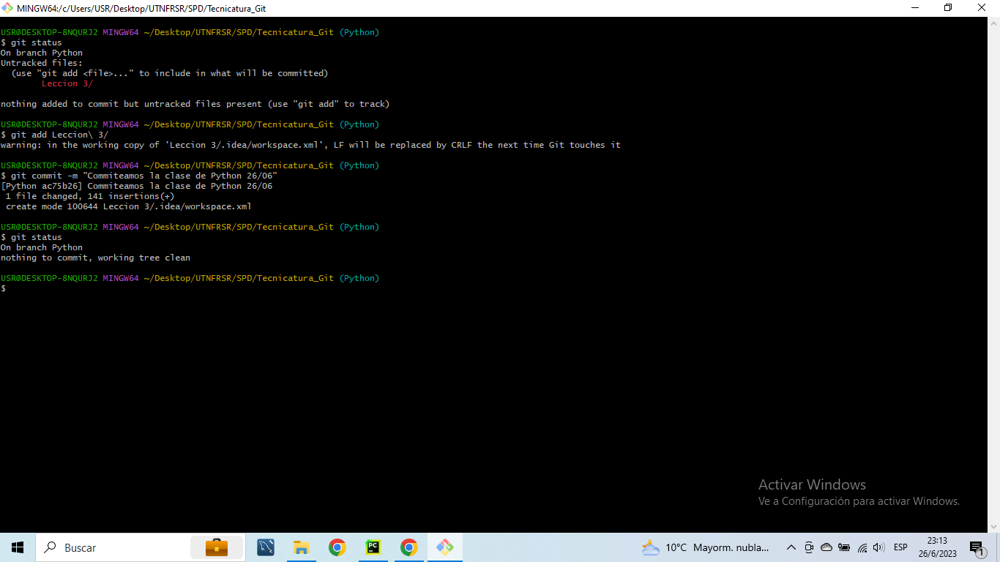 MINGW64:/c/Users/USR/Desktop/UTNFRSR/SPD/Tecnicatura_Git
USR@DESKTOP-8NQURJ2 MINGW64 ~/Desktop/UTNFRSR/SPD/Tecnicatura_Git (Python)
$ git status
On branch Python
Untracked files:
  (use "git add <file>..." to include in what will be committed)
        Leccion 3/
nothing added to commit but untracked files present (use "git add" to track)
USR@DESKTOP-8NQURJ2 MINGW64 ~/Desktop/UTNFRSR/SPD/Tecnicatura_Git (Python)
$ git add Leccion\ 3/
warning: in the working copy of 'Leccion 3/.idea/workspace.xml', LF will be replaced by CRLF the next time Git touches it
USR@DESKTOP-8NQURJ2 MINGW64 ~/Desktop/UTNFRSR/SPD/Tecnicatura_Git (Python)
$ git commit -m "Commiteamos la clase de Python 26/06"
[Python ac75b26] Commiteamos la clase de Python 26/06
 1 file changed, 141 insertions(+)
 create mode 100644 Leccion 3/.idea/workspace.xml
USR@DESKTOP-8NQURJ2 MINGW64 ~/Desktop/UTNFRSR/SPD/Tecnicatura_Git (Python)
$ git status
On branch Python
nothing to commit, working tree clean
USR@DESKTOP-8NQURJ2 MINGW64 ~/Desktop/UTNFRSR/SPD/Tecnicatura_Git (Python)
$
Activar Windows
Ve a Configuración para activar Windows.
Buscar
PC
10°C Mayorm. nubla...
ESP
23:13
26/6/2023
1